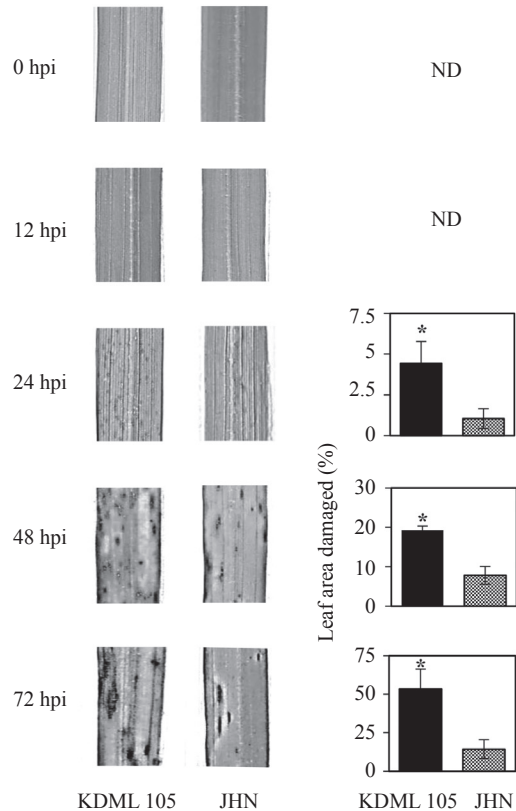 0 hpi
ND
12 hpi
ND
24 hpi
7.5
5
2.5
0
*
48 hpi
30
20
10
0
*
Leaf area damaged (%)
72 hpi
75
50
25
0
*
KDML 105 JHN KDML 105 JHN